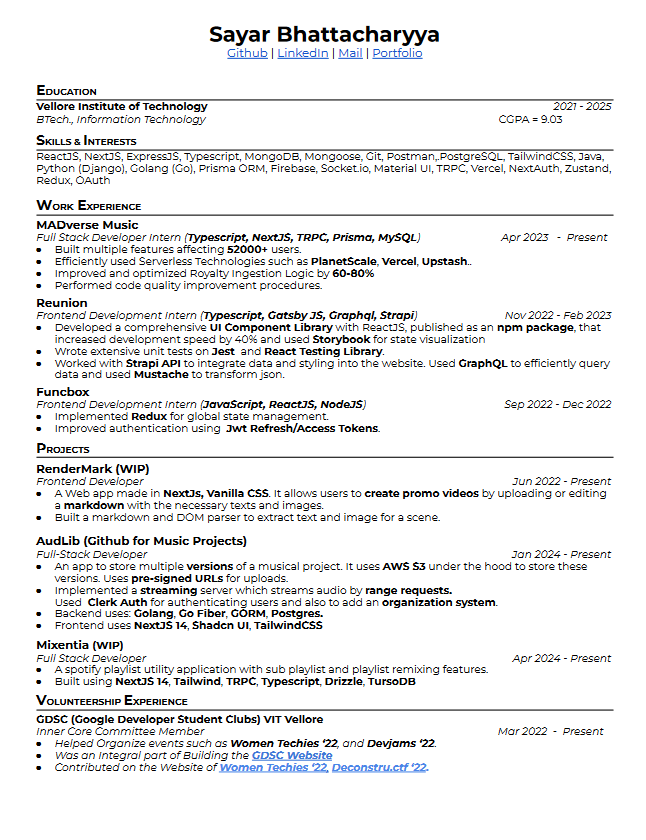 Sayar Bhattacharyya
Github | LinkedIn | Mail | Portfolio
EDUCATION
Vellore Institute of Technology 2021 - 2025
BTech., Information Technology CGPA = 9.03
SKILLS & INTERESTS
ReactJS, NextJS, ExpressJS, Typescript, MongoDB, Mongoose, Git, Postman,.PostgreSQL, TailwindCSS, Java,
Python (Django), Golang (Go), Prisma ORM, Firebase, Socket.io, Material UI, TRPC, Vercel, NextAuth, Zustand,
Redux, OAuth
WORK EXPERIENCE
MADverse Music
Full Stack Developer Intern (Typescript, NextJS, TRPC, Prisma, MySQL) Apr 2023 - Present
● Built multiple features affecting 52000+ users.
● Efficiently used Serverless Technologies such as PlanetScale, Vercel, Upstash..
● Improved and optimized Royalty Ingestion Logic by 60-80%
● Performed code quality improvement procedures.
Reunion
Frontend Development Intern (Typescript, Gatsby JS, Graphql, Strapi) Nov 2022 - Feb 2023
● Developed a comprehensive UI Component Library with ReactJS, published as an npm package, that
increased development speed by 40% and used Storybook for state visualization
● Wrote extensive unit tests on Jest and React Testing Library.
● Worked with Strapi API to integrate data and styling into the website. Used GraphQL to efficiently query
data and used Mustache to transform json.
Funcbox
Frontend Development Intern (JavaScript, ReactJS, NodeJS) Sep 2022 - Dec 2022
● Implemented Redux for global state management.
● Improved authentication using Jwt Refresh/Access Tokens.
PROJECTS
RenderMark (WIP)
Frontend Developer Jun 2022 - Present
● A Web app made in NextJs, Vanilla CSS. It allows users to create promo videos by uploading or editing
a markdown with the necessary texts and images.
● Built a markdown and DOM parser to extract text and image for a scene.
AudLib (Github for Music Projects)
Full-Stack Developer Jan 2024 - Present
● An app to store multiple versions of a musical project. It uses AWS S3 under the hood to store these
versions. Uses pre-signed URLs for uploads.
● Implemented a streaming server which streams audio by range requests.
Used Clerk Auth for authenticating users and also to add an organization system.
● Backend uses: Golang, Go Fiber, GORM, Postgres.
● Frontend uses NextJS 14, Shadcn UI, TailwindCSS
Mixentia (WIP)
Full Stack Developer Apr 2024 - Present
● A spotify playlist utility application with sub playlist and playlist remixing features.
● Built using NextJS 14, Tailwind, TRPC, Typescript, Drizzle, TursoDB
VOLUNTEERSHIP EXPERIENCE
GDSC (Google Developer Student Clubs) VIT Vellore
Inner Core Committee Member Mar 2022 - Present
● Helped Organize events such as Women Techies ‘22, and Devjams ‘22.
● Was an Integral part of Building the GDSC Website
● Contributed on the Website of Women Techies ‘22, Deconstru.ctf ‘22.